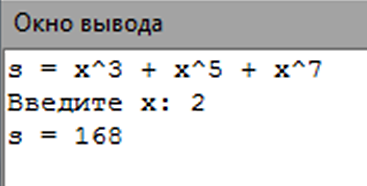 Окно вывода
s = x^3 + x^5 + x^7
Введите x: 2
s = 168